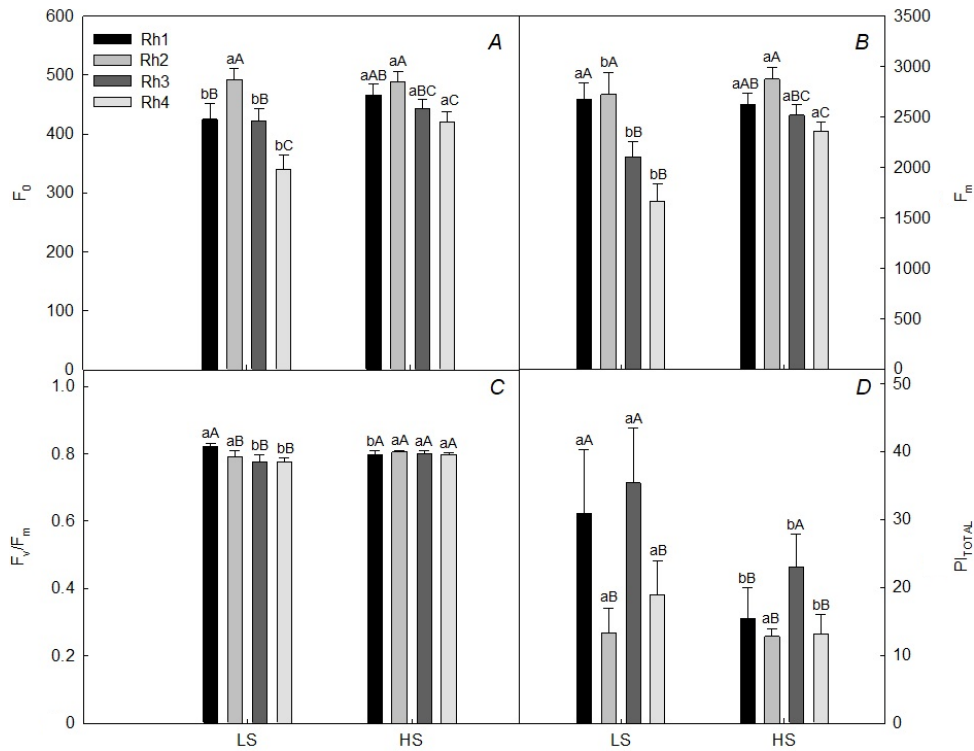 600
500
400
300
200
100
0
F0
Rh1
Rh2
Rh3
Rh4
A
bB
aA
bB
bC
aAB
aA
aBC
aC
B
aA
bA
bB
bB
aAB
aA
aBC
aC
3500
3000
2500
2000
1500
1000
500
0
Fm
1.0
0.8
0.6
0.4
0.2
0
Fv/Fm
C
aA
aB
bB
bB
bA
aA
aA
aA
LS
HS
D
aA
aB
aA
aB
bB
aB
bA
bB
LS
HS
50
40
30
20
10
0
PITOTAL